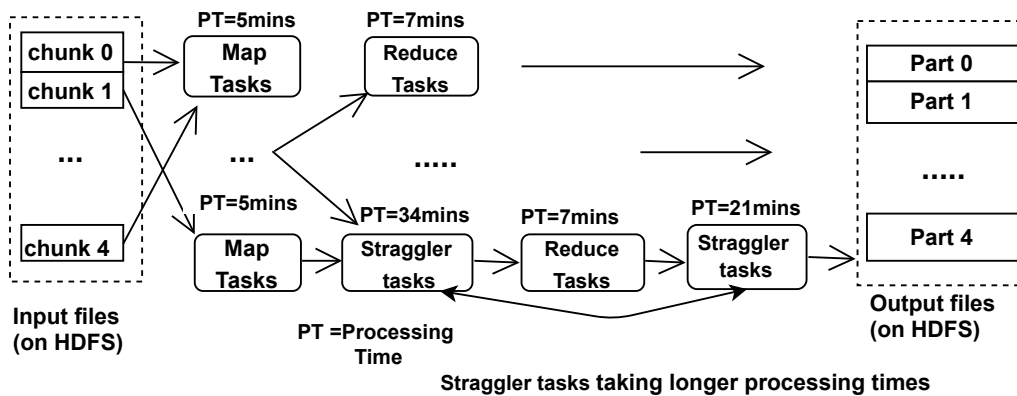 PT=5mins
PT=7mins
chunk 0
chunk 1
...
chunk 4
Map
Tasks
Reduce
Tasks
Part 0
Part 1
.....
Part 4
...
.....
PT=5mins
PT=34mins
PT=7mins
PT=21mins
Map
Tasks
Straggler
tasks
Reduce
Tasks
Straggler
tasks
Input files
(on HDFS)
PT =Processing
Time
Output files
(on HDFS)
Straggler tasks taking longer processing times